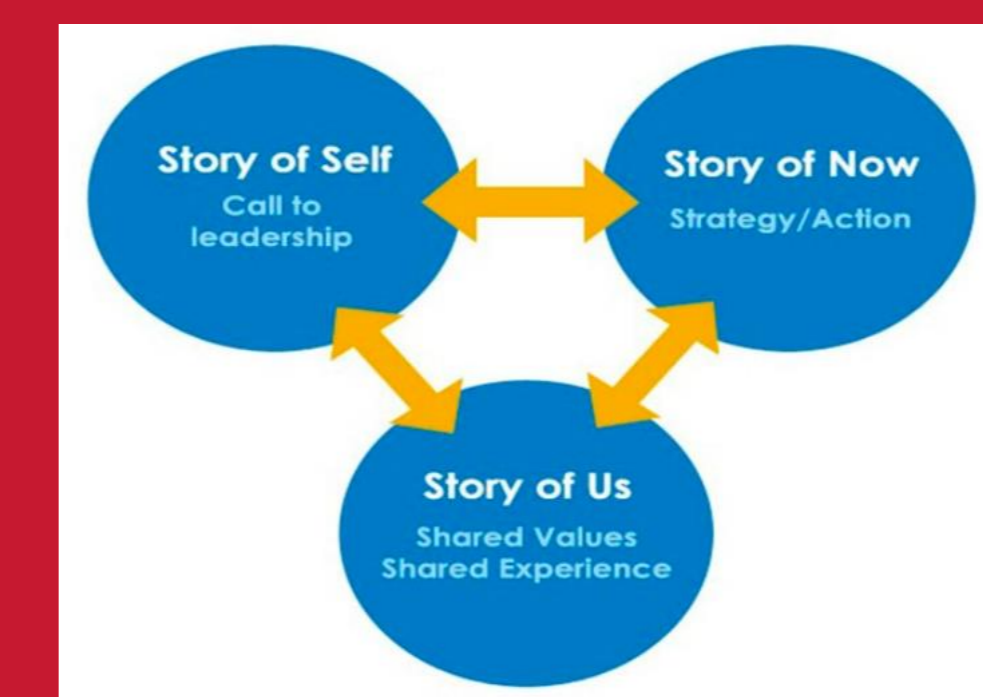 Story of Self
Call to
leadership
Story of Now
Strategy/Action
Story of Us
Shared Values
Shared Experience